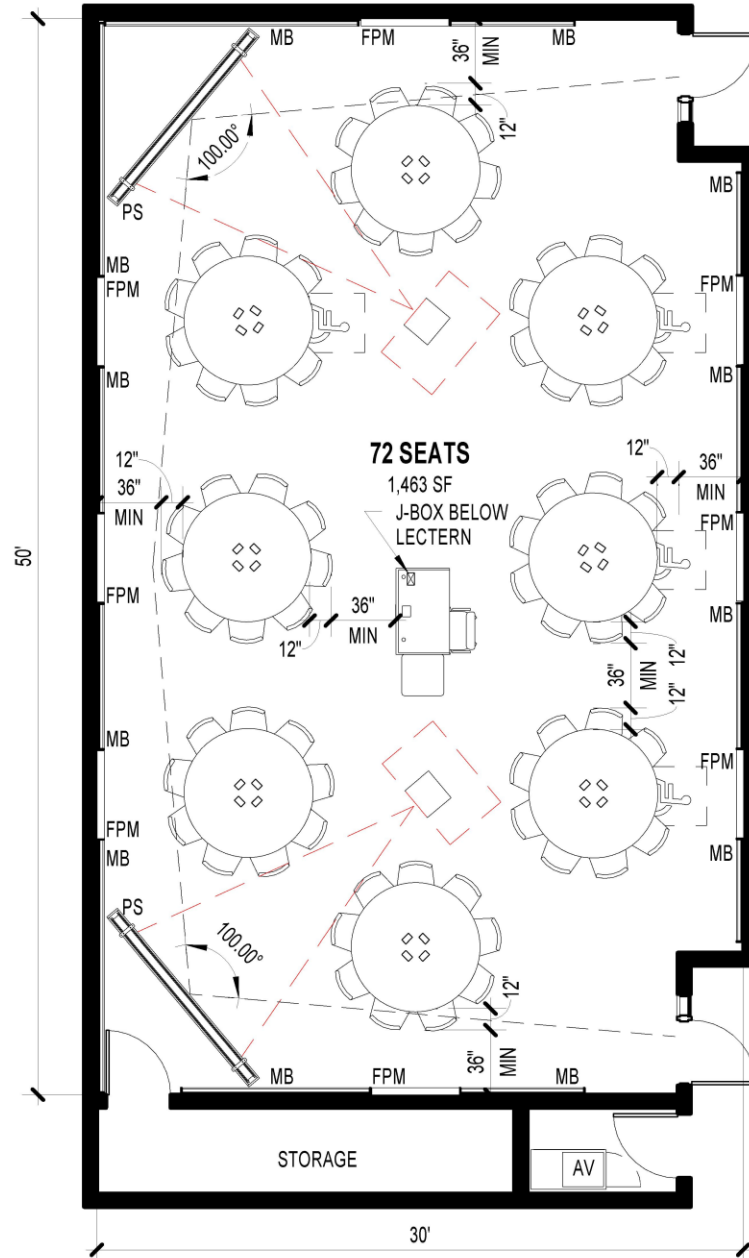 MB
FPM
MB
36"
MIN
12"
100.00°
PS
MB
MB
FPM
FPM
MB
MB
72 SEATS
1,463 SF
J-BOX BELOW
LECTERN
12"
36"
MIN
12"
36"
MIN
FPM
50'
FPM
36"
MIN
12"
MB
12"
36"
MIN
12"
MB
FPM
FPM
MB
MB
PS
100.00°
12"
36"
MIN
MB
FPM
MB
STORAGE
AV
30'